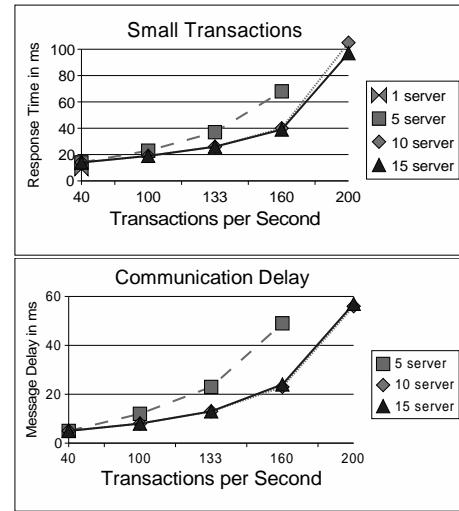 Small Transactions
Response Time in ms
100
80
60
40
20
0
40 100 133 160 200
Transactions per Second
1 server
5 server
10 server
15 server
Communication Delay
Message Delay in ms
60
40
20
0
40 100 133 160 200
Transactions per Second
5 server
10 server
15 server